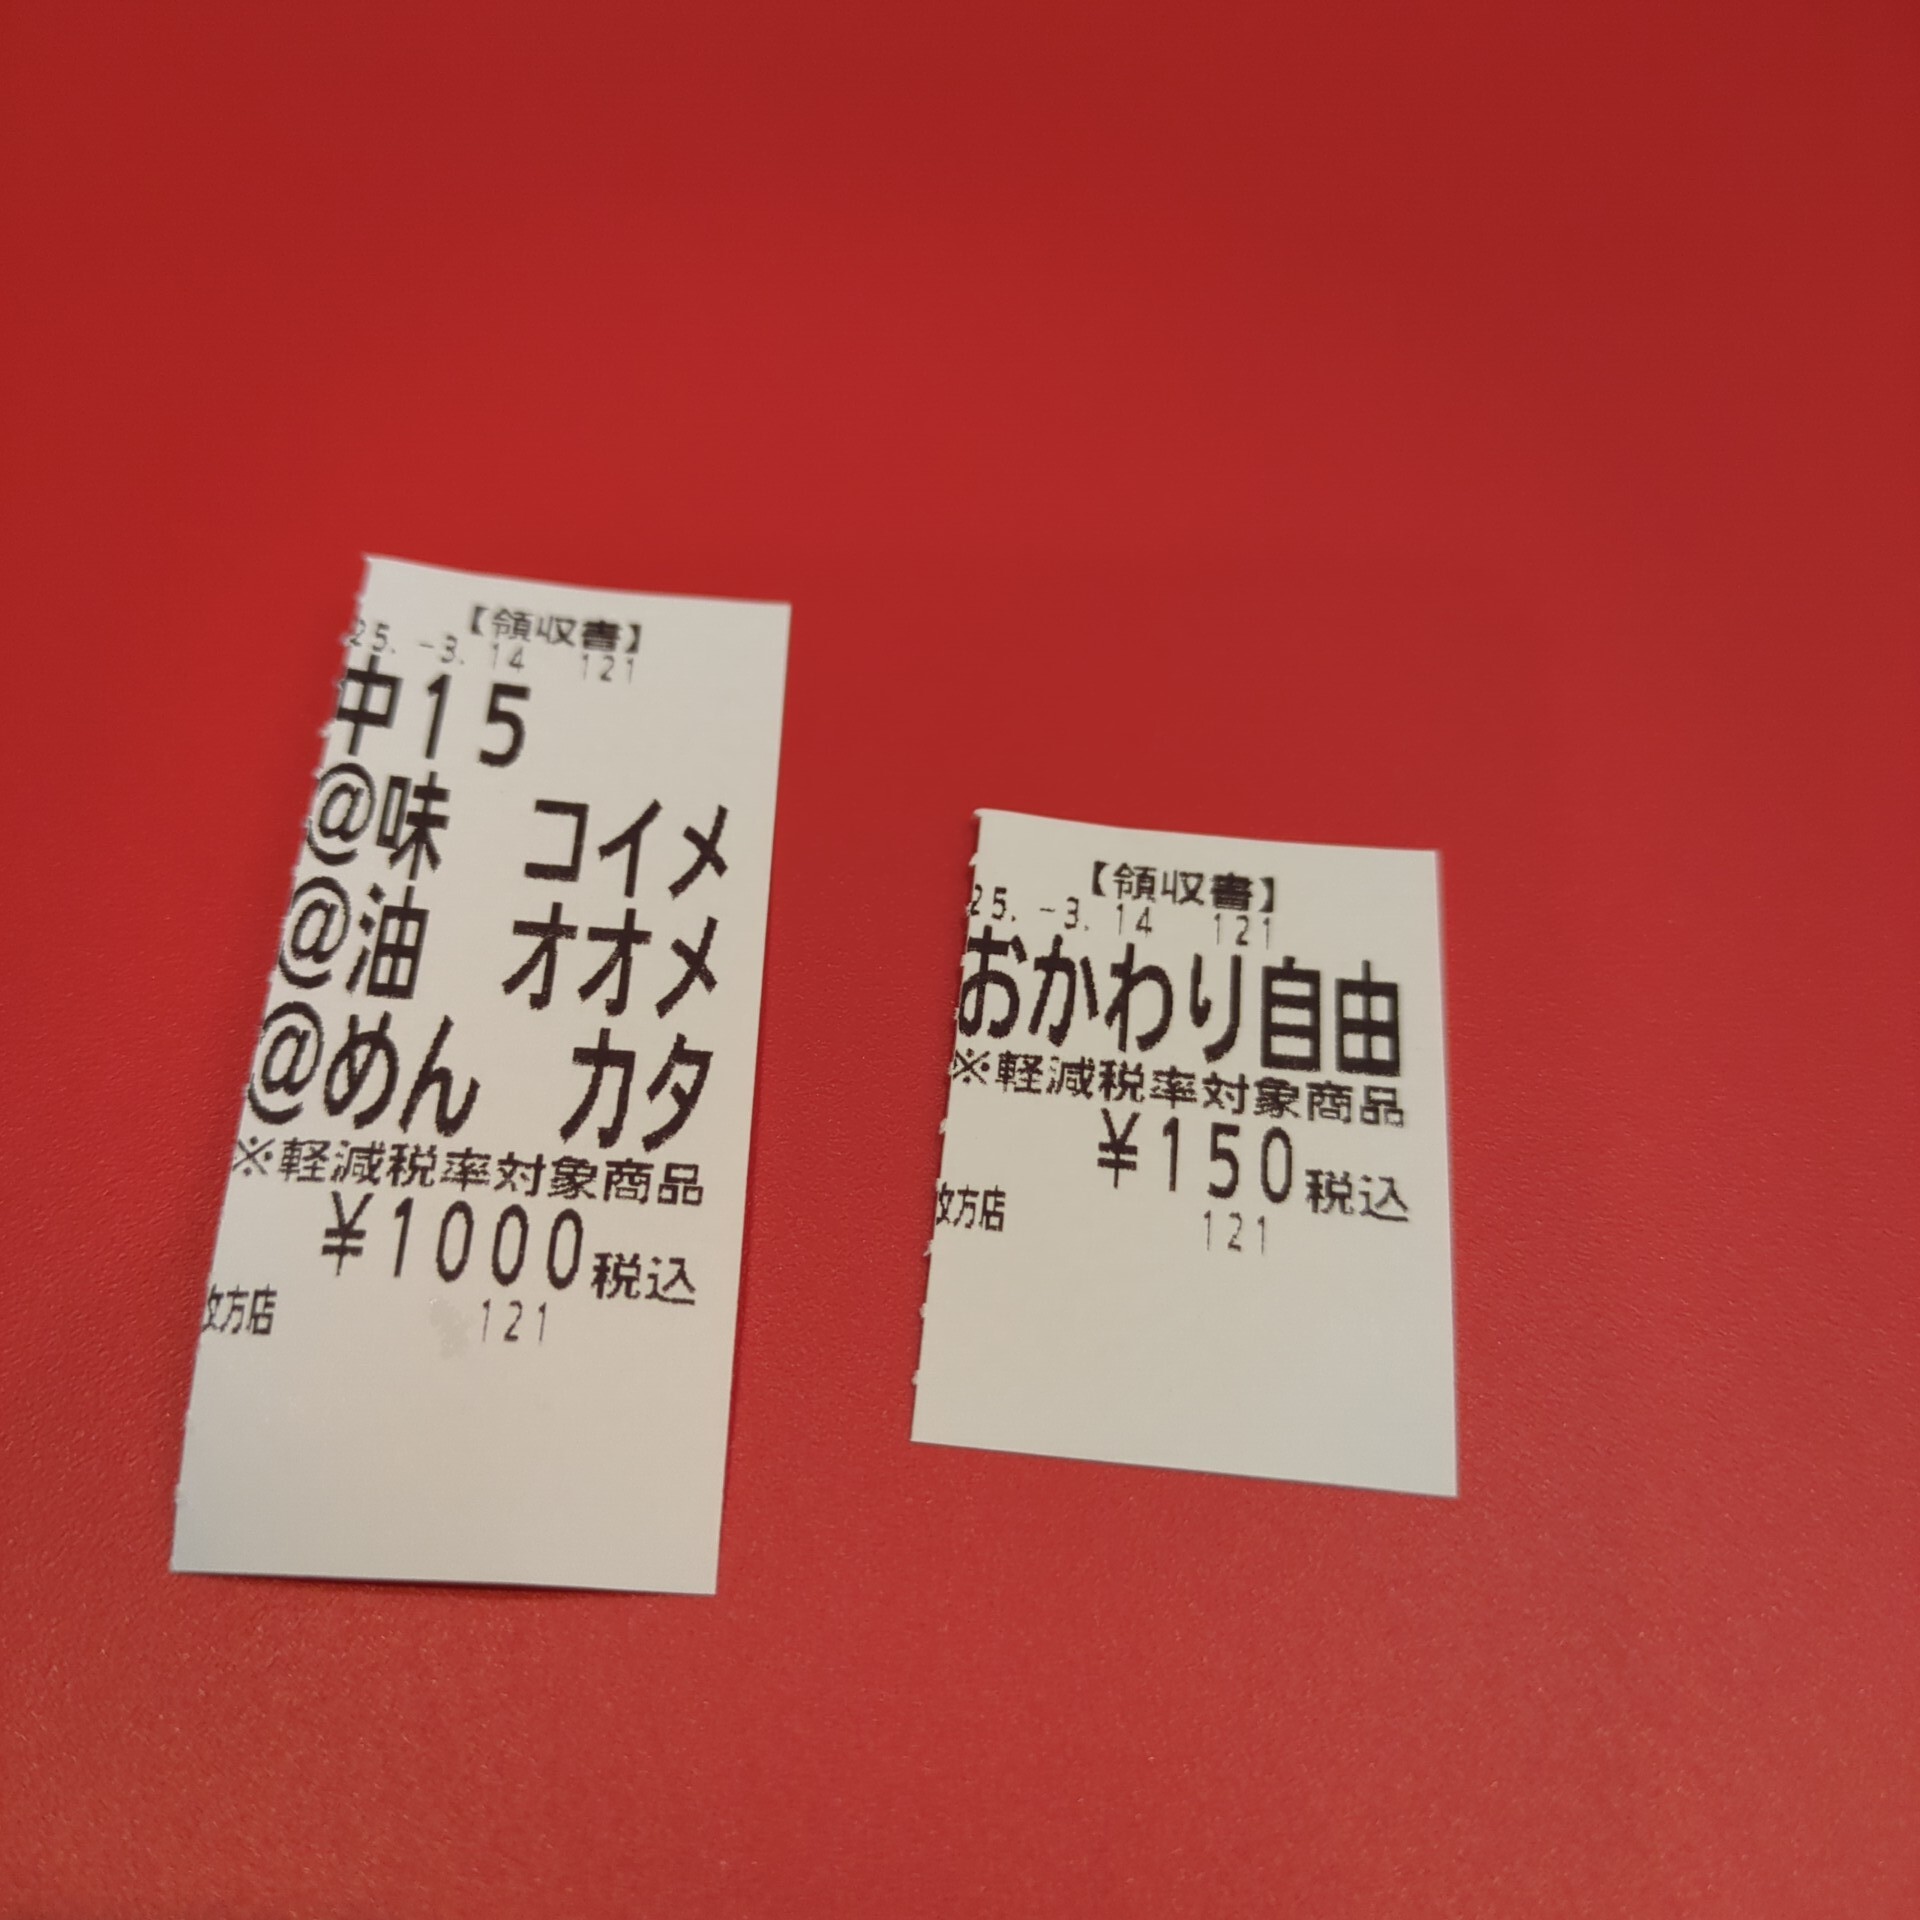 【領収書】
25.-3.14 121
中15
@味 コイメ
@油 オオメ
@めん カタ
※軽減税率対象商品
¥1000税込
方店
121
【領収書】
25.-3.14 121
おかわり自由
※軽減税率対象商品
¥150税込
方店
121